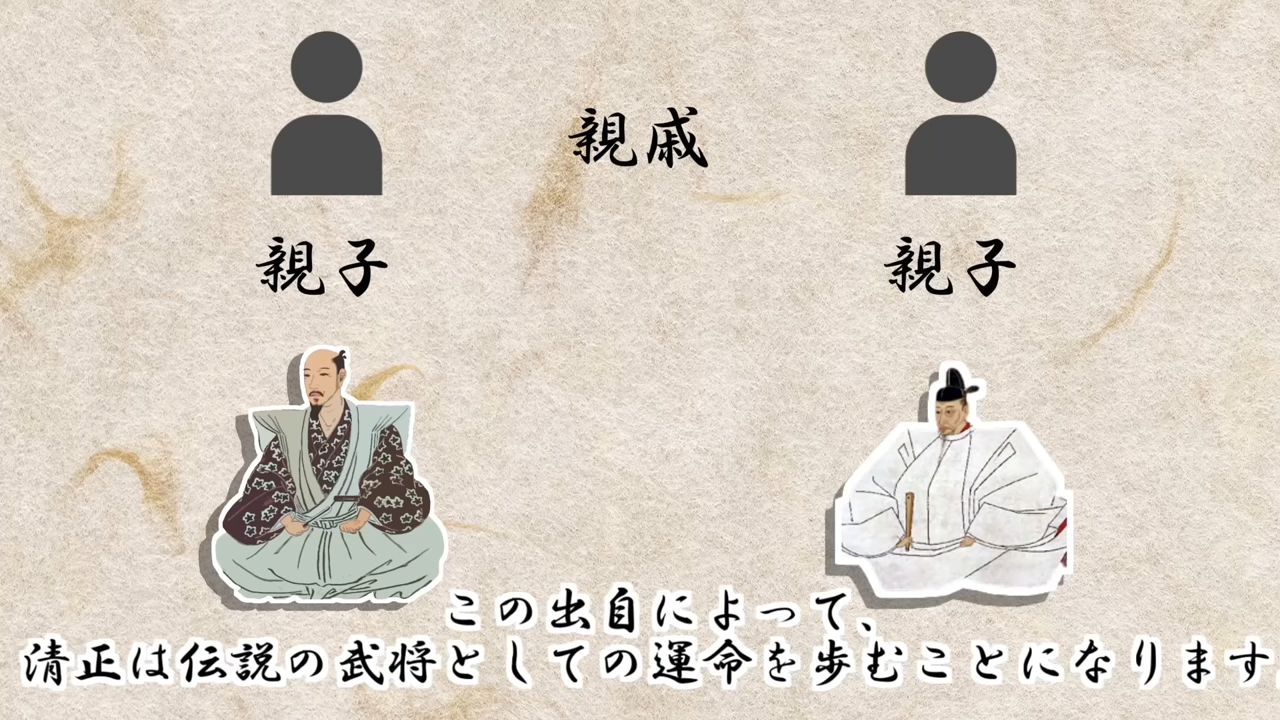 親戚
親子
親子
この出自によって、
清正は伝説の武将としての運命を歩むことになります